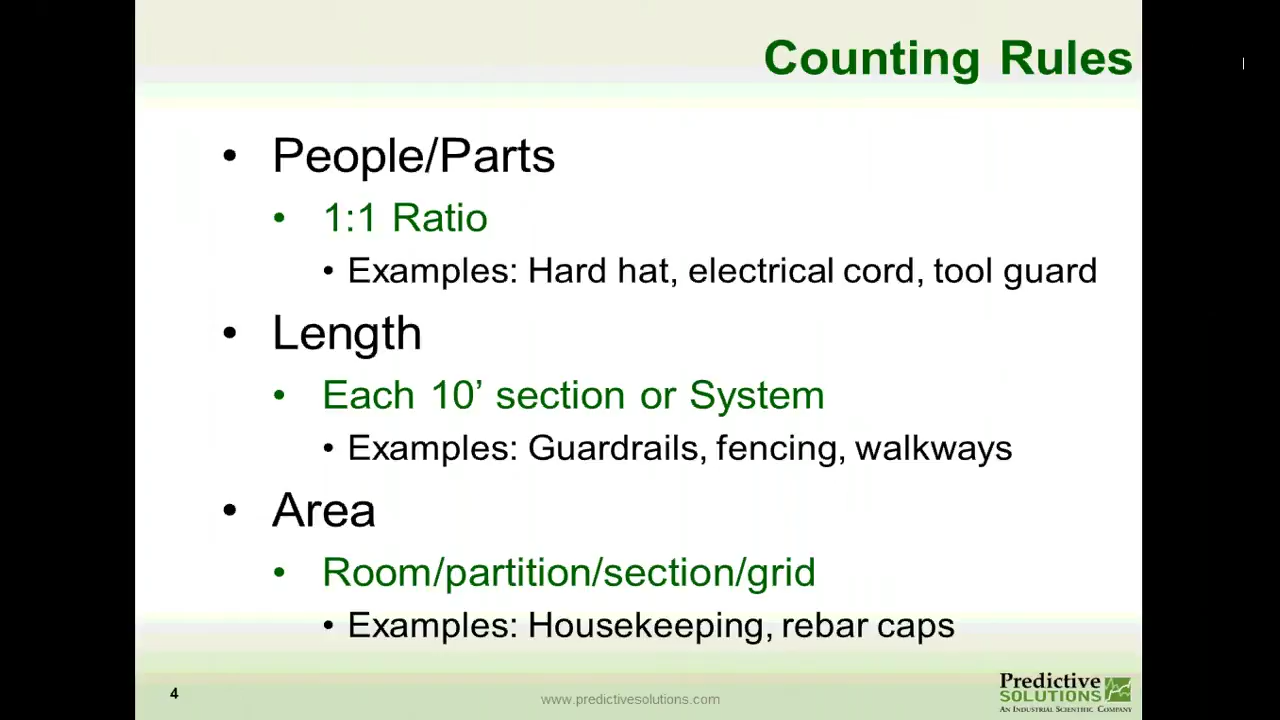 Counting Rules
• People/Parts
• 1:1 Ratio
• Examples: Hard hat, electrical cord, tool guard
• Length
• Each 10’ section or System
• Examples: Guardrails, fencing, walkways
• Area
• Room/partition/section/grid
• Examples: Housekeeping, rebar caps
4
www.predictivesolutions.com
Predictive
SOLUTIONS
AN INDUSTRIAL SCIENTIFIC COMPANY